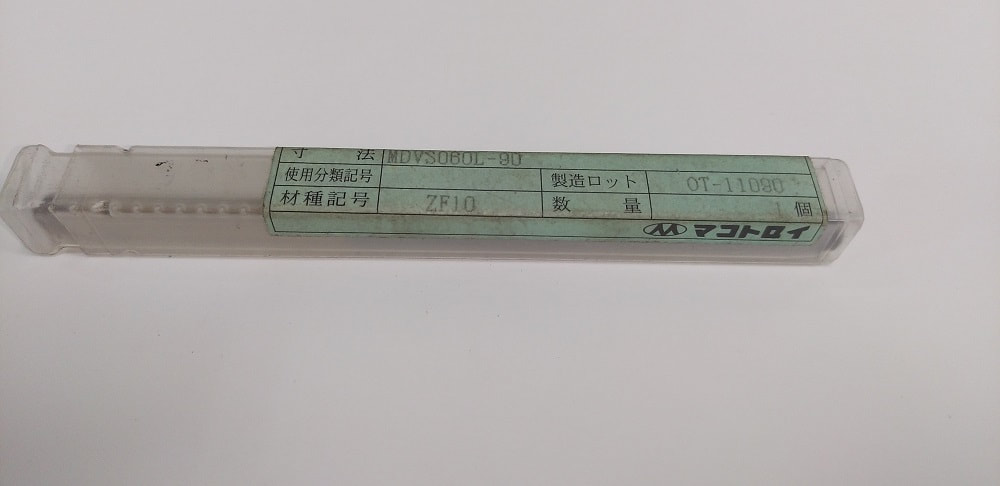 寸 法 MDVS060L-90
使用分類記号 製造ロット OT-11090
材種記号 ZF10 数 量 1 個
マコトロイ